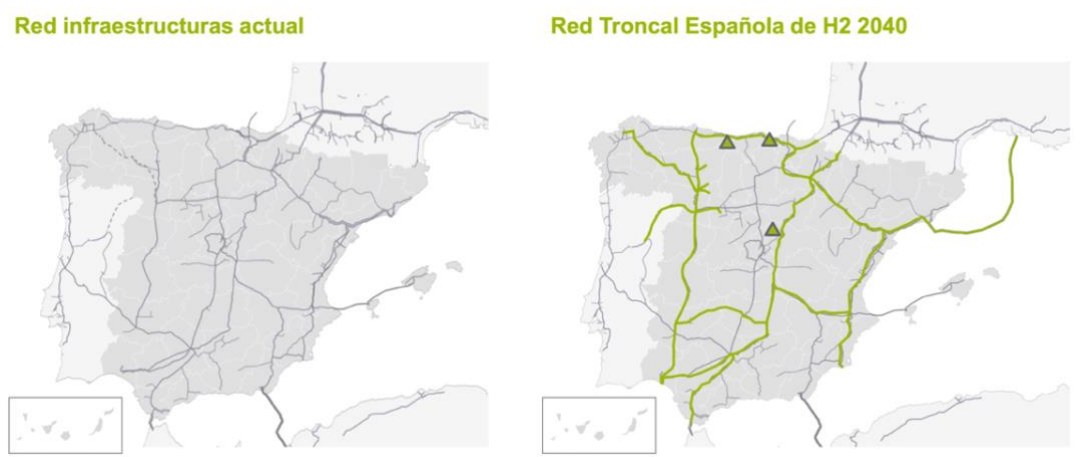 Red infraestructuras actual
Red Troncal Española de H2 2040